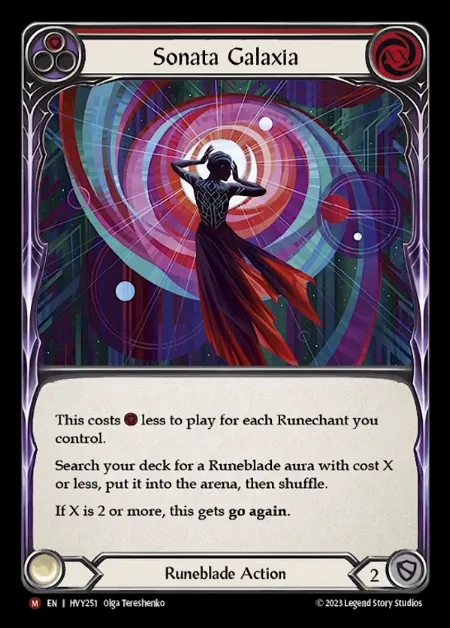 Sonata Galaxia
This costs less to play for each Runechant you
control.
Search your deck for a Runeblade aura with cost X
or less, put it into the arena, then shuffle.
If X is 2 or more, this gets go again.
Runeblade Action
2
M EN | HVY251 Olga Tereshenko
© 2023 Legend Story Studios